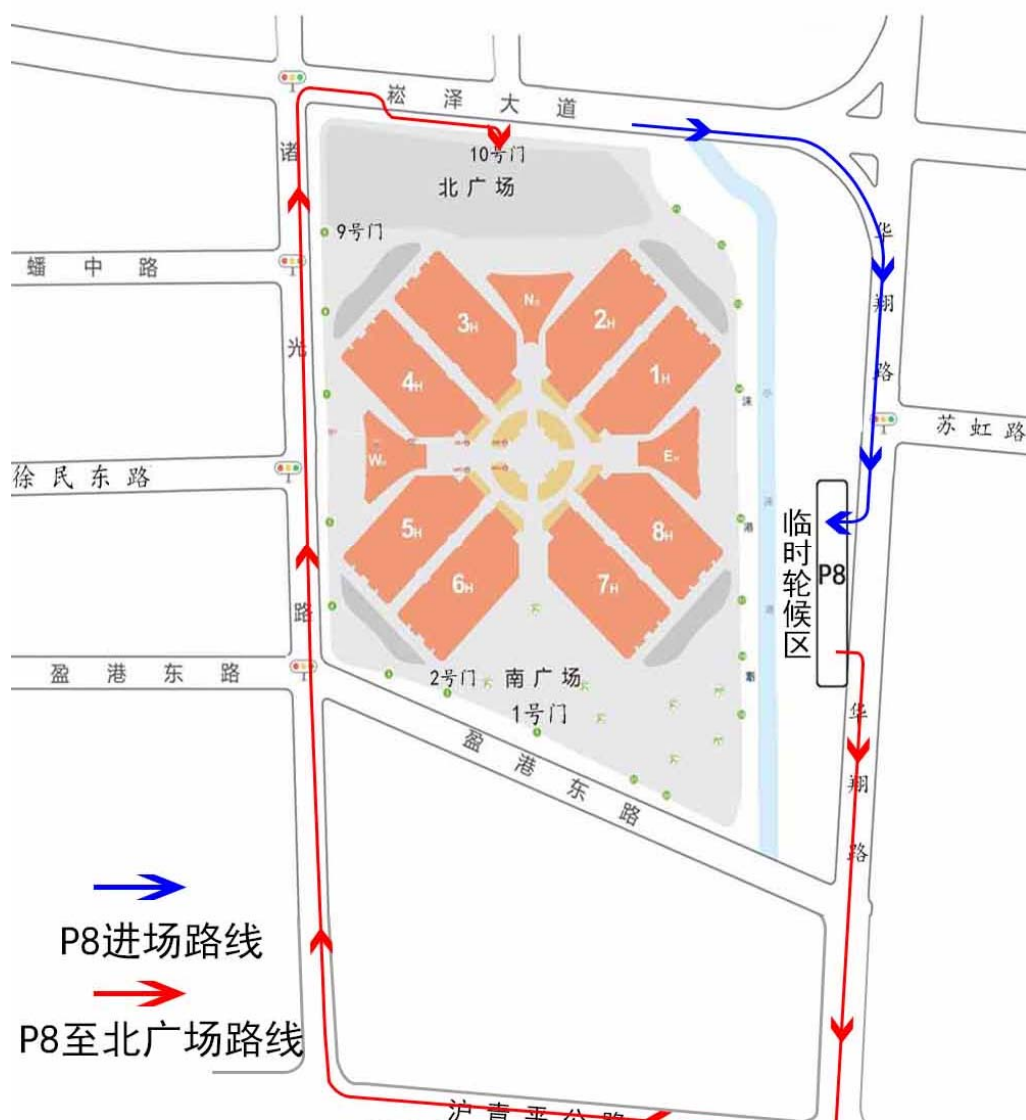 崧泽大道
10号门
北广场
诸光路
9号门
蟠中路
华翔路
N
3H
2H
4H
1H
苏虹路
W
E
徐民东路
5H
8H
6H
7H
临时轮候区
P8
盈港东路
2号门
南广场
1号门
华翔路
盈港东路
P8进场路线
P8至北广场路线
沪青平公路